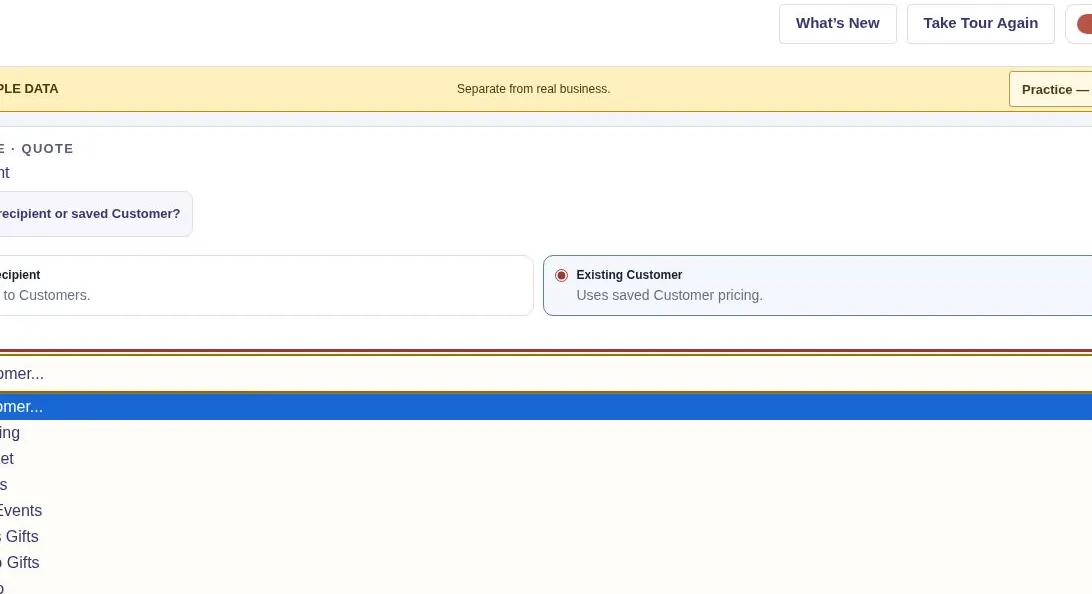 What’s New Take Tour Again
PLE DATA Separate from real business. Practice —
E · QUOTE
nt
recipient or saved Customer?
ecipient Existing Customer
to Customers. Uses saved Customer pricing.
omer...
omer...
ing
et
s
Events
s Gifts
o Gifts
o